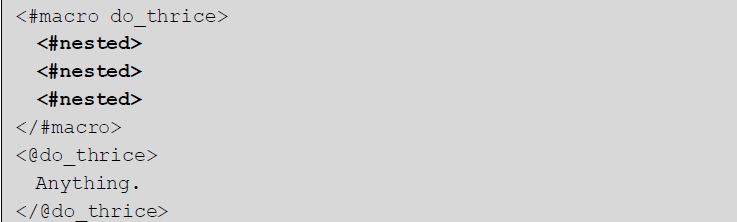 <#macro do_thrice>
<#nested>
<#nested>
<#nested>
</#macro>
<@do_thrice>
Anything.
</@do_thrice>